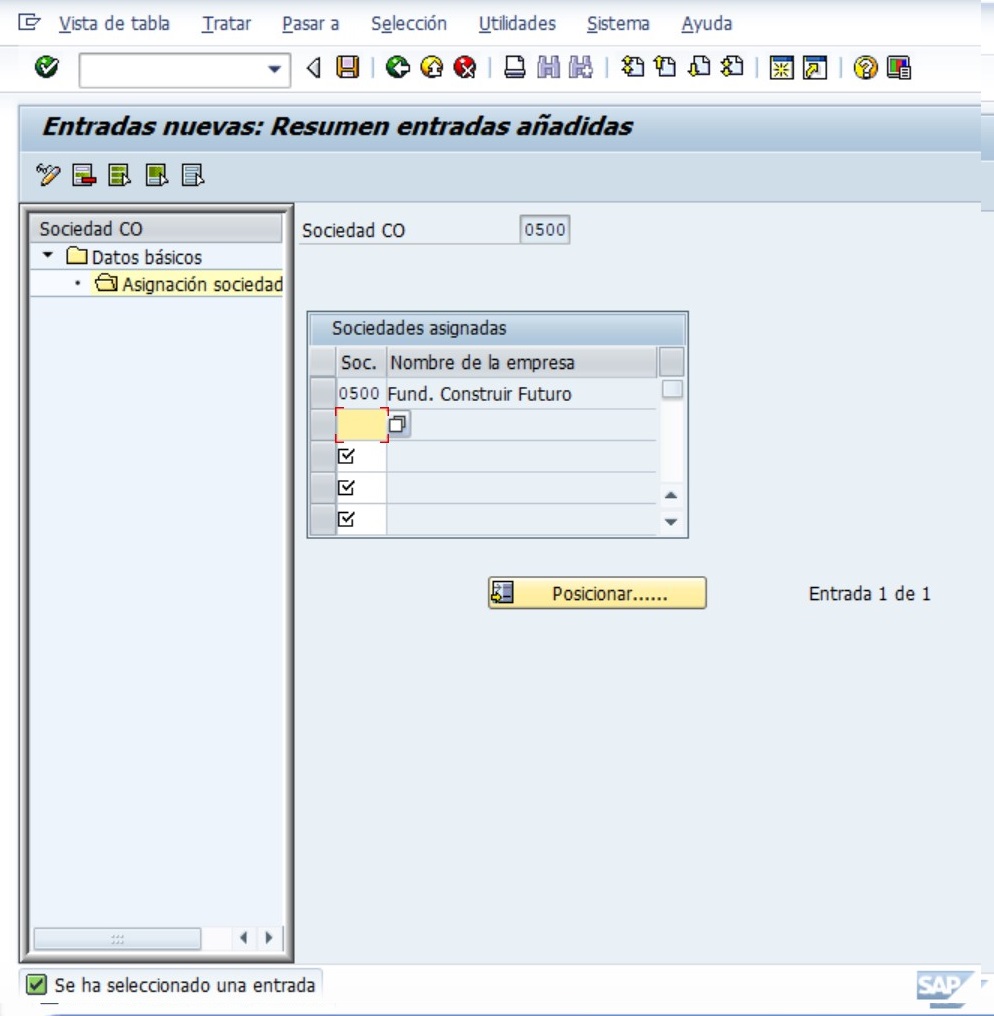 Vista de tabla Tratar Pasar a Selección Utilidades Sistema Ayuda
Entradas nuevas: Resumen entradas añadidas
Sociedad CO
Datos básicos
Asignación sociedad
Sociedad CO 0500
Sociedades asignadas
Soc. Nombre de la empresa
0500 Fund. Construir Futuro
Posicionar...... Entrada 1 de 1
Se ha seleccionado una entrada
SAP